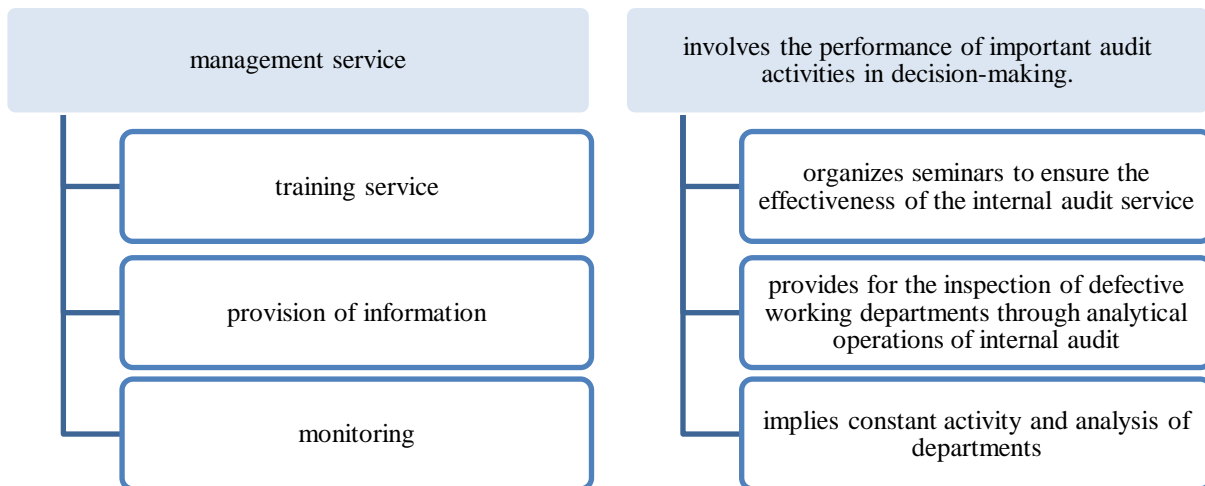 management service
involves the performance of important audit
activities in decision-making.
training service
organizes seminars to ensure the
effectiveness of the internal audit service
provision of information
provides for the inspection of defective
working departments through analytical
operations of internal audit
monitoring
implies constant activity and analysis of
departments